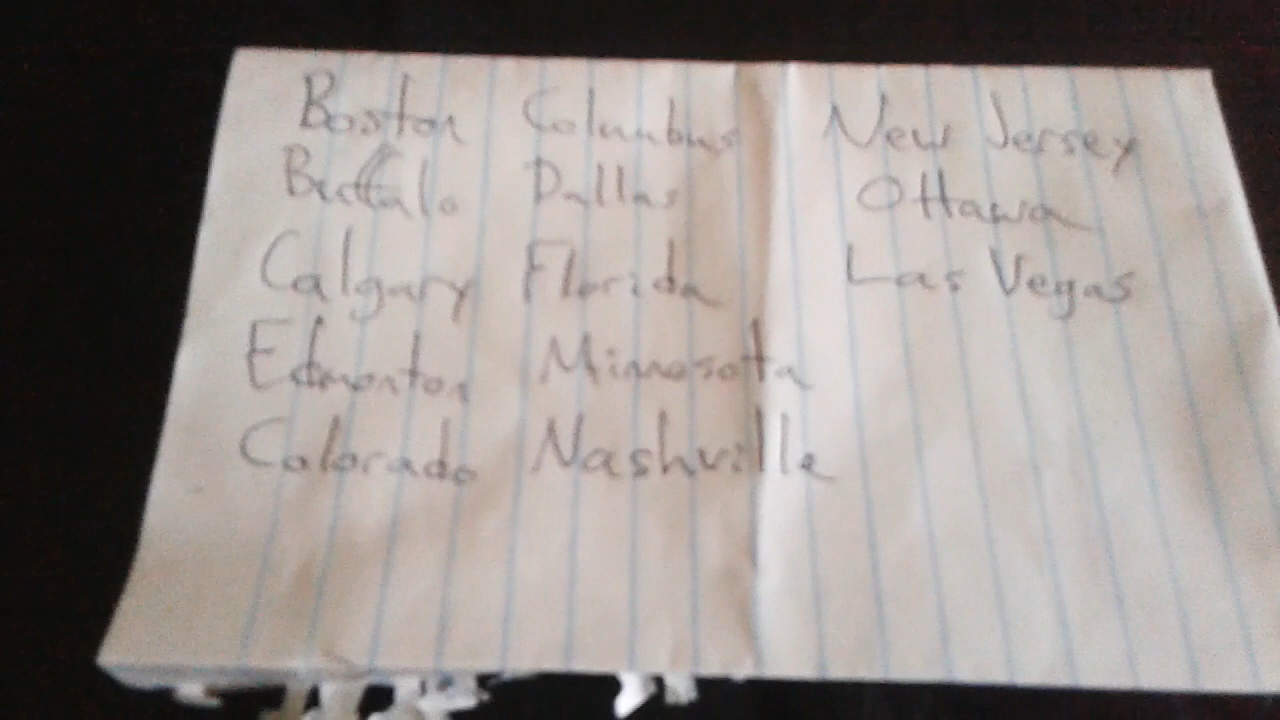 Boston Columbus New Jersey
Buffalo Dallas Ottawa
Calgary Florida Las Vegas
Edmonton Minnesota
Colorado Nashville